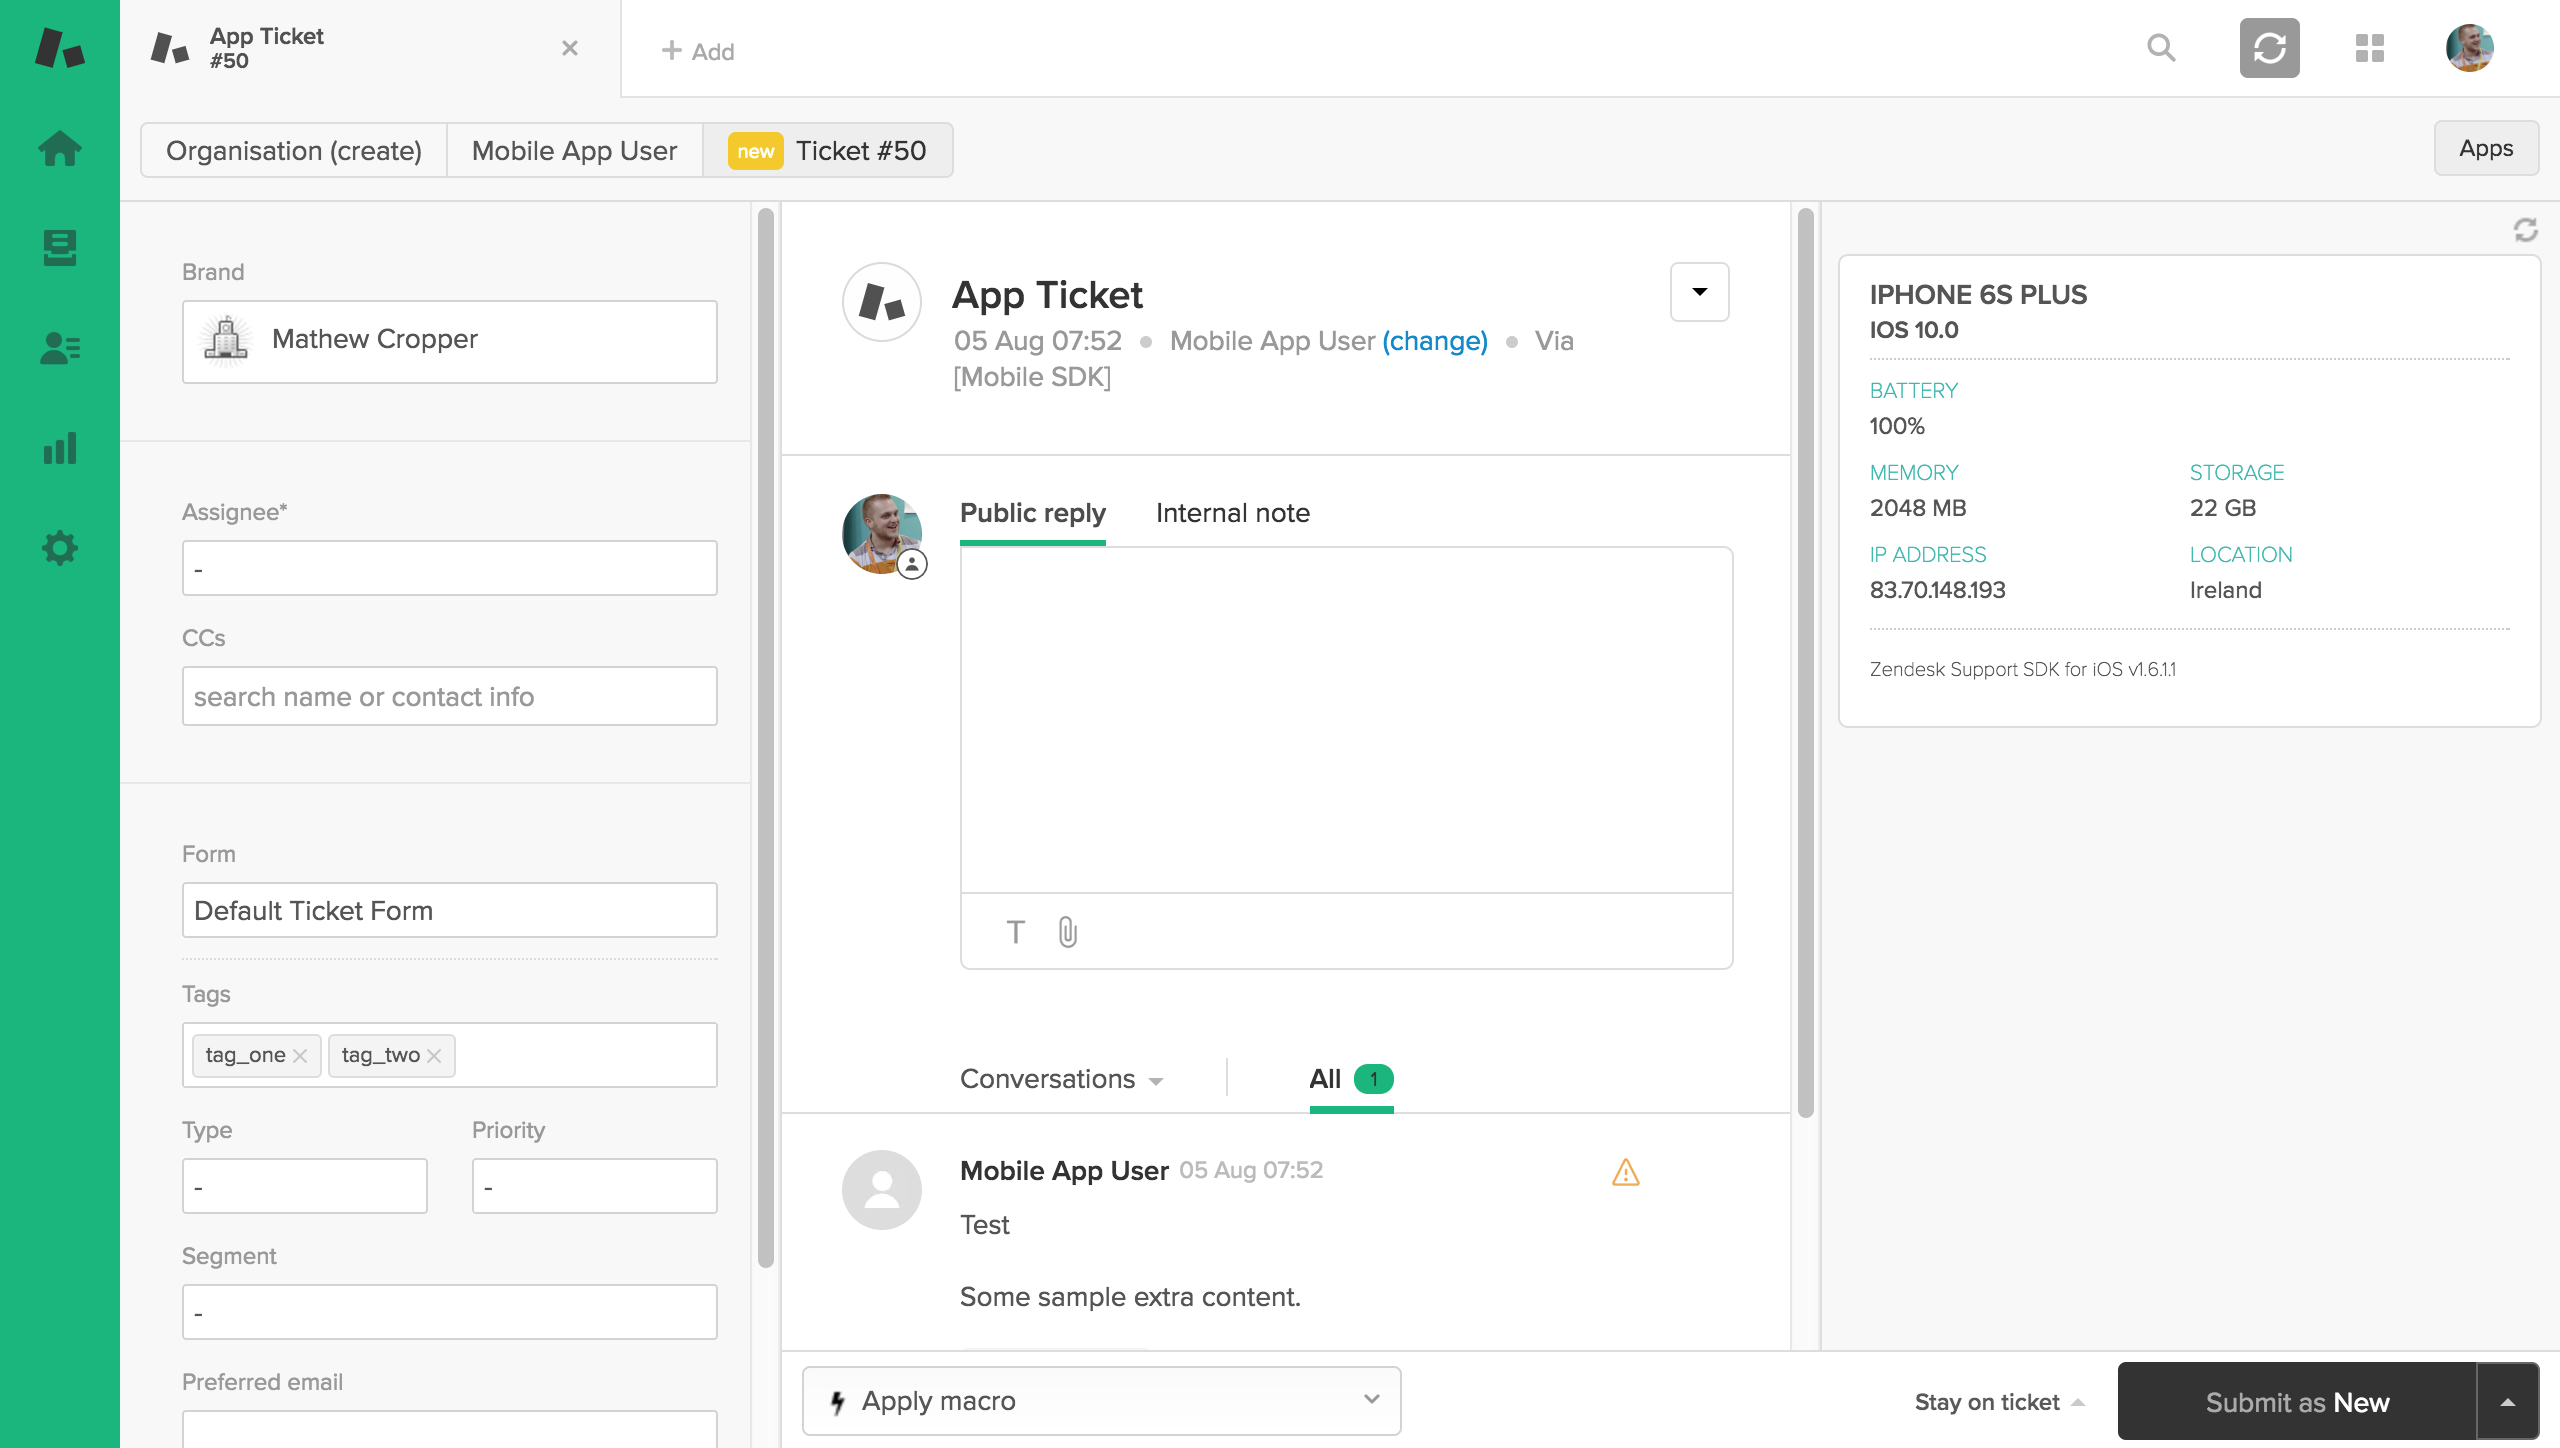 App Ticket
#50
Add
Organisation (create)
Mobile App User
new Ticket #50
Apps
Brand
Mathew Cropper
Assignee*
-
CCs
search name or contact info
Form
Default Ticket Form
Tags
tag_one
tag_two
Type
Priority
-
-
Segment
-
Preferred email
App Ticket
05 Aug 07:52 Mobile App User (change) Via
[Mobile SDK]
Public reply
Internal note
T
Conversations
All 1
Mobile App User 05 Aug 07:52
Test
Some sample extra content.
Apply macro
Stay on ticket
Submit as New
IPHONE 6S PLUS
IOS 10.0
BATTERY
100%
MEMORY
STORAGE
2048 MB
22 GB
IP ADDRESS
LOCATION
83.70.148.193
Ireland
Zendesk Support SDK for iOS v1.6.1.1